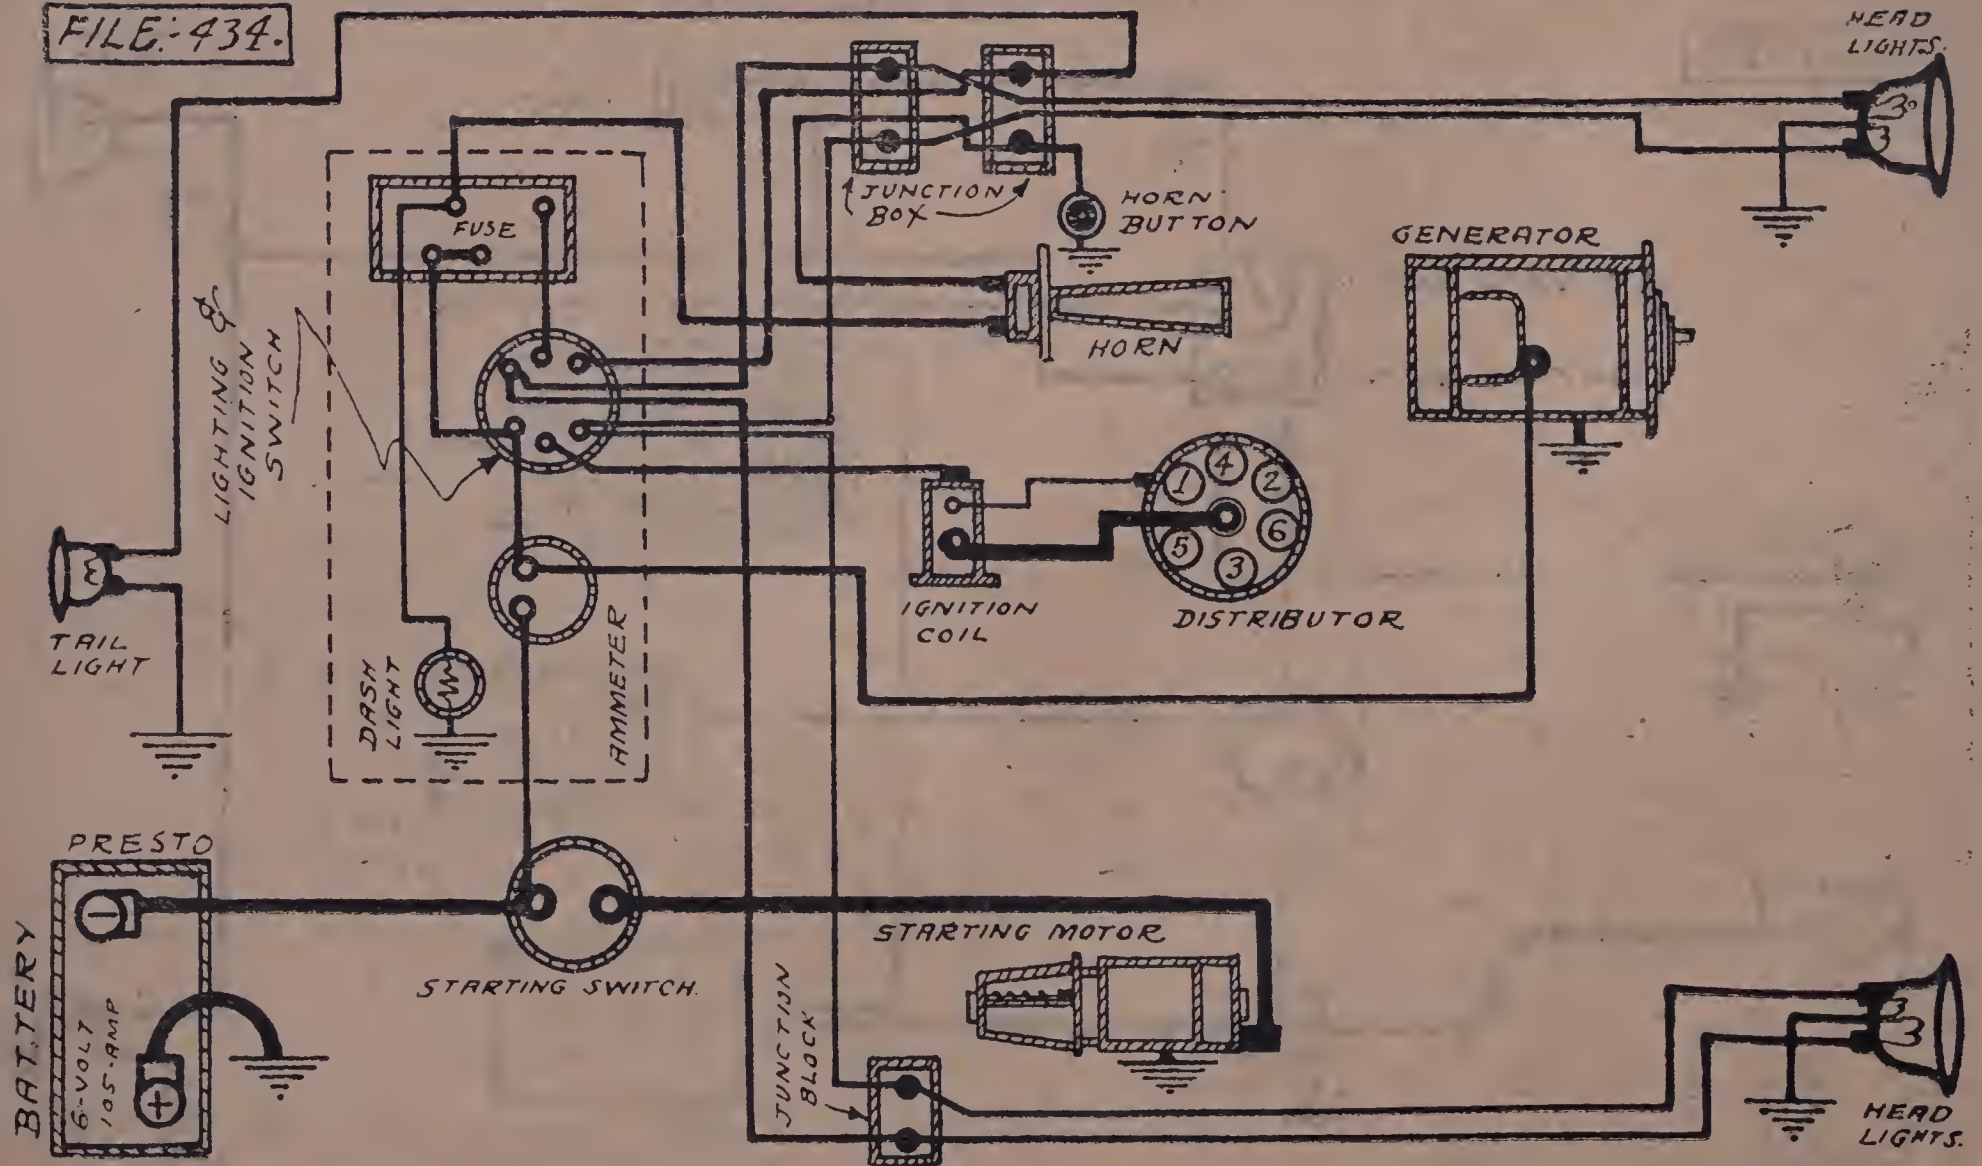 FILE:-434.
HEAD
LIGHTS.
JUNCTION
BOX
HORN
BUTTON
FUSE
GENERATOR
HORN
LIGHTING &
IGNITION
SWITCH
1
4
2
6
3
5
IGNITION
COIL
DISTRIBUTOR
TAIL
LIGHT
DASH
LIGHT
AMMETER
PRESTO
BATTERY
6-VOLT
105-AMP
STARTING SWITCH.
STARTING MOTOR
JUNCTION
BLOCK
HEAD
LIGHTS.